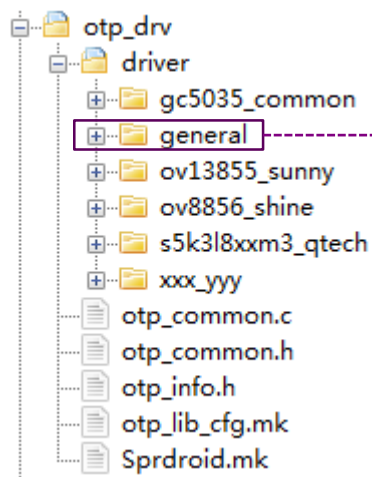 otp_drv
driver
gc5035_common
general
ov13855_sunny
ov8856_shine
s5k3l8xxm3_qtech
xxx_yyy
otp_common.c
otp_common.h
otp_info.h
otp_lib_cfg.mk
Sprdroid.mk